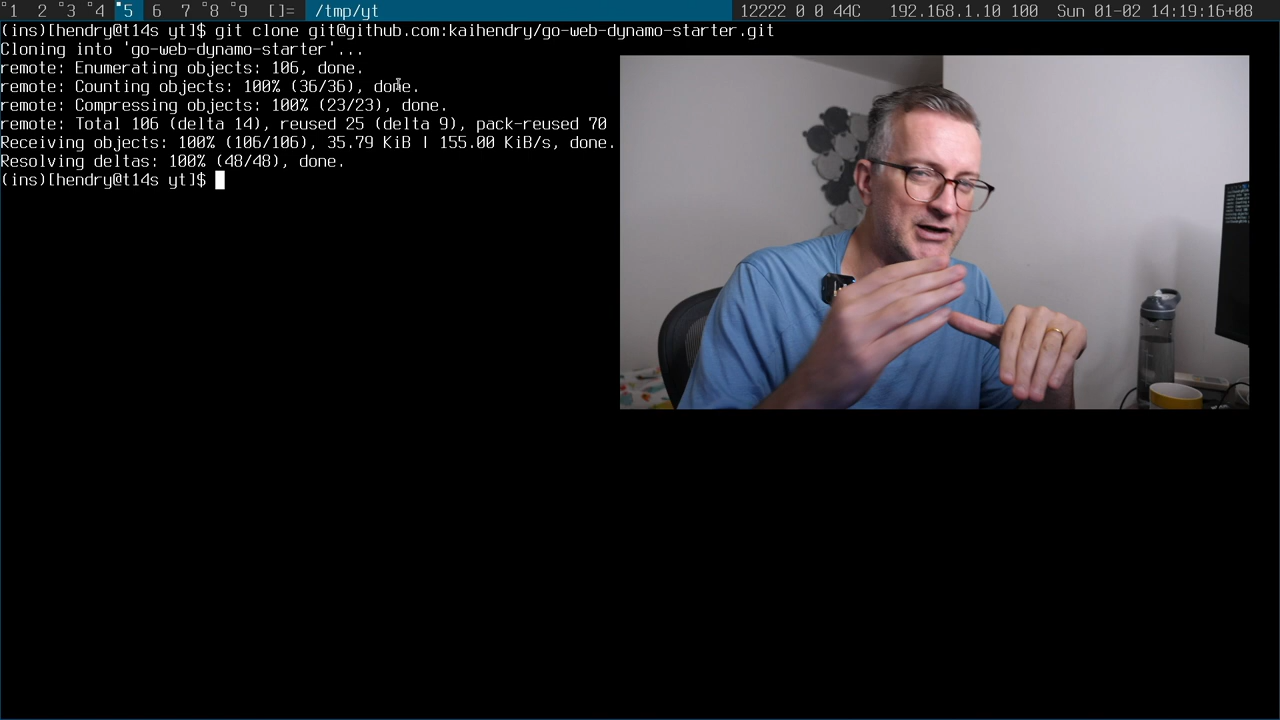 1 2 3 4 5 6 7 8 9 []= /tmp/yt 12222 0 0 44C 192.168.1.10 100 Sun 01-02 14:19:16+08
(ins)[hendry@t14s yt]$ git clone git@github.com:kaihendry/go-web-dynamo-starter.git
Cloning into 'go-web-dynamo-starter'...
remote: Enumerating objects: 106, done.
remote: Counting objects: 100% (36/36), done.
remote: Compressing objects: 100% (23/23), done.
remote: Total 106 (delta 14), reused 25 (delta 9), pack-reused 70
Receiving objects: 100% (106/106), 35.79 KiB | 155.00 KiB/s, done.
Resolving deltas: 100% (48/48), done.
(ins)[hendry@t14s yt]$